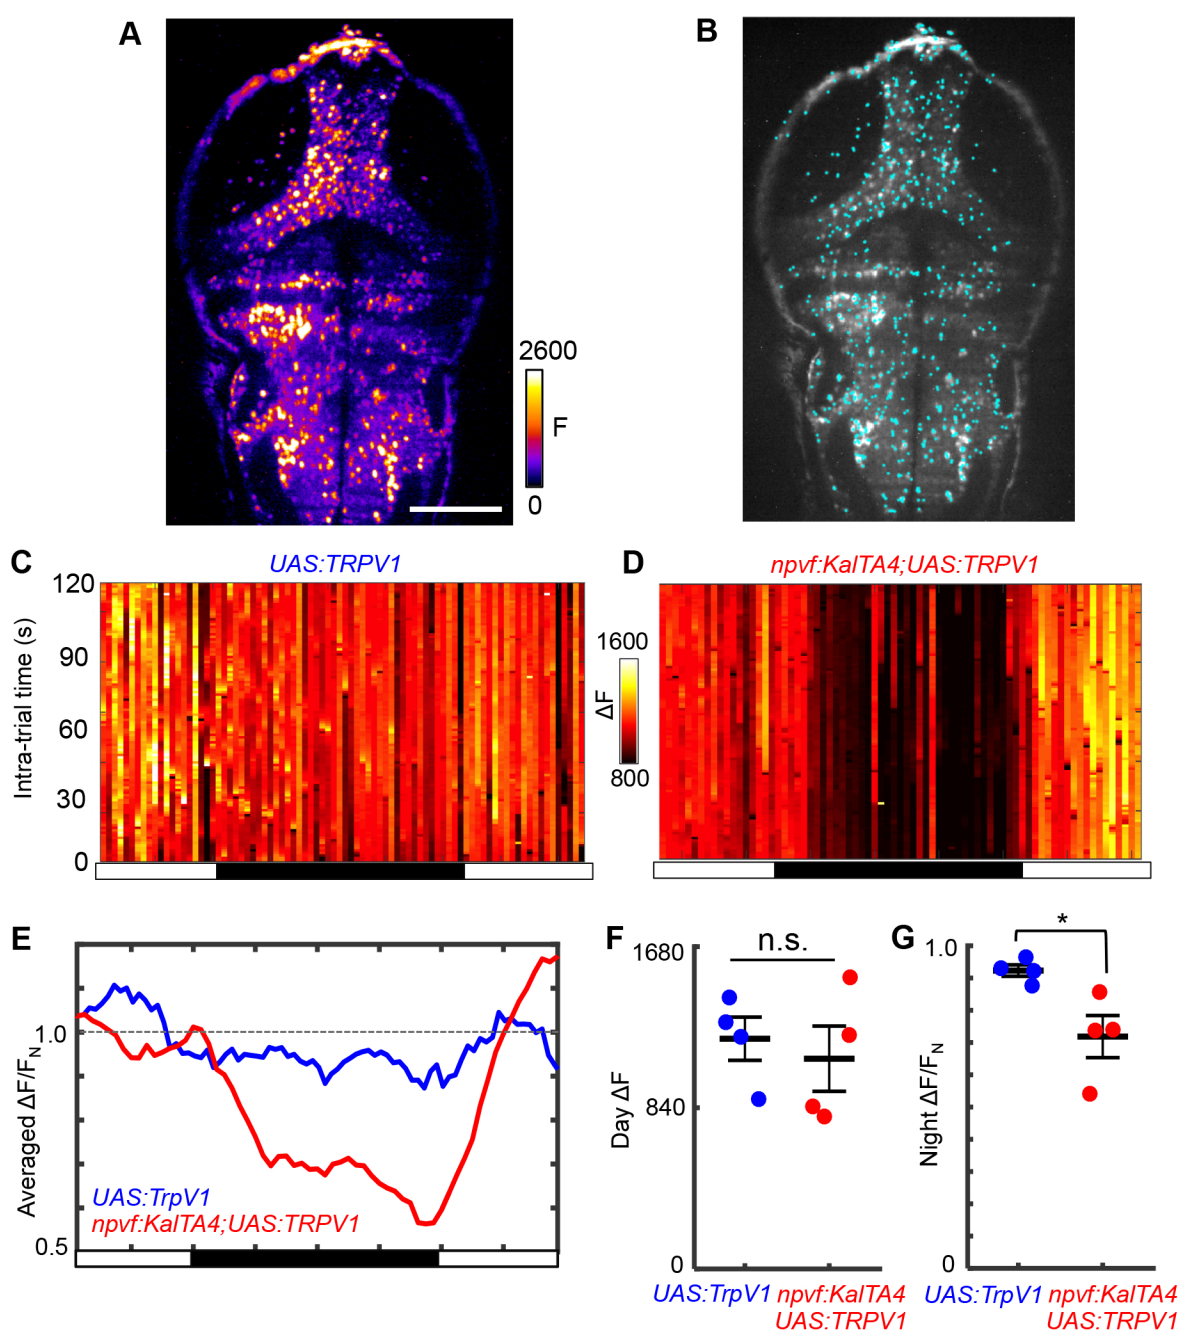 A
B
2600
F
0
C
UAS:TRPV1
D
npvf:KalTA4;UAS:TRPV1
Intra-trial time (s)
120
90
60
30
0
1600
ΔF
800
E
Averaged ΔF/FN
1.0
0.5
UAS:TrpV1
npvf:KalTA4;UAS:TRPV1
F
n.s.
Day ΔF
1680
840
0
UAS:TrpV1
npvf:KalTA4
UAS:TRPV1
G
*
Night ΔF/FN
1.0
0
UAS:TrpV1
npvf:KalTA4
UAS:TRPV1